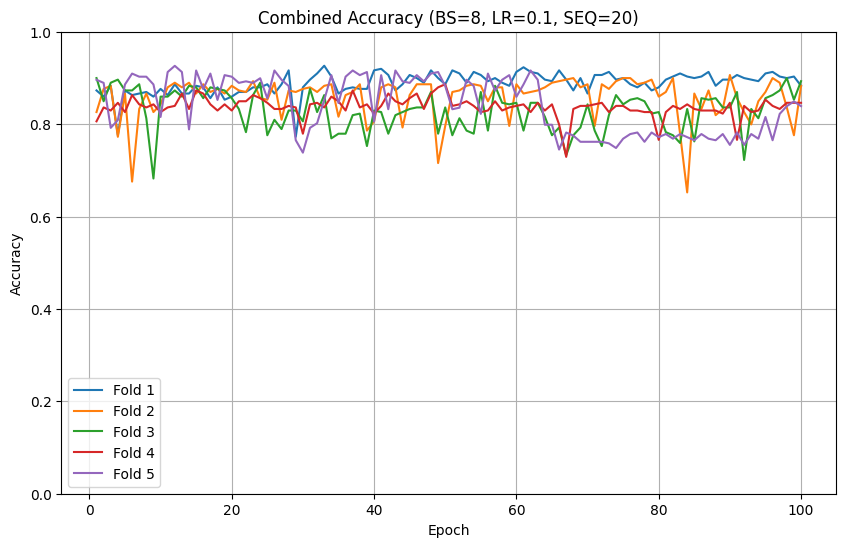 Combined Accuracy (BS=8, LR=0.1, SEQ=20)
1.0
0.8
0.6
0.4
0.2
0.0
Accuracy
Fold 1
Fold 2
Fold 3
Fold 4
Fold 5
0 20 40 60 80 100
Epoch